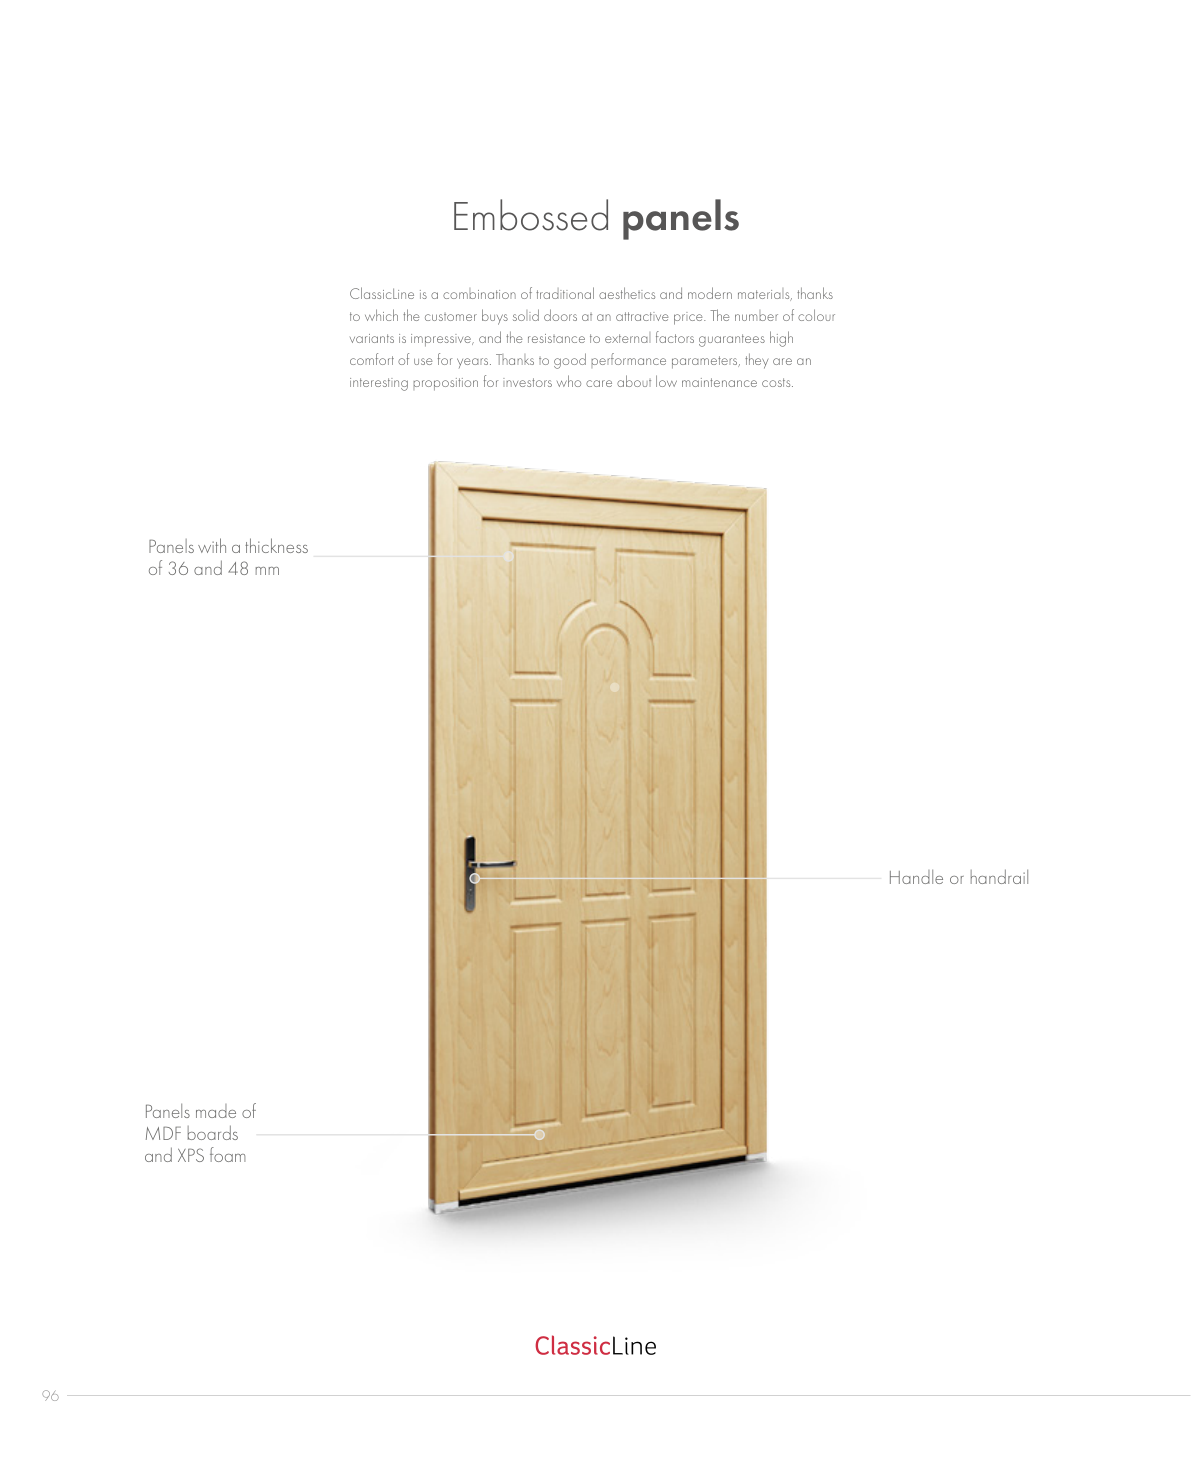 Embossed panels
ClassicLine is a combination of traditional aesthetics and modern materials, thanks
to which the customer buys solid doors at an attractive price. The number of colour
variants is impressive, and the resistance to external factors guarantees high
comfort of use for years. Thanks to good performance parameters, they are an
interesting proposition for investors who care about low maintenance costs.
Panels with a thickness
of 36 and 48 mm
Handle or handrail
Panels made of
MDF boards
and XPS foam
ClassicLine
96